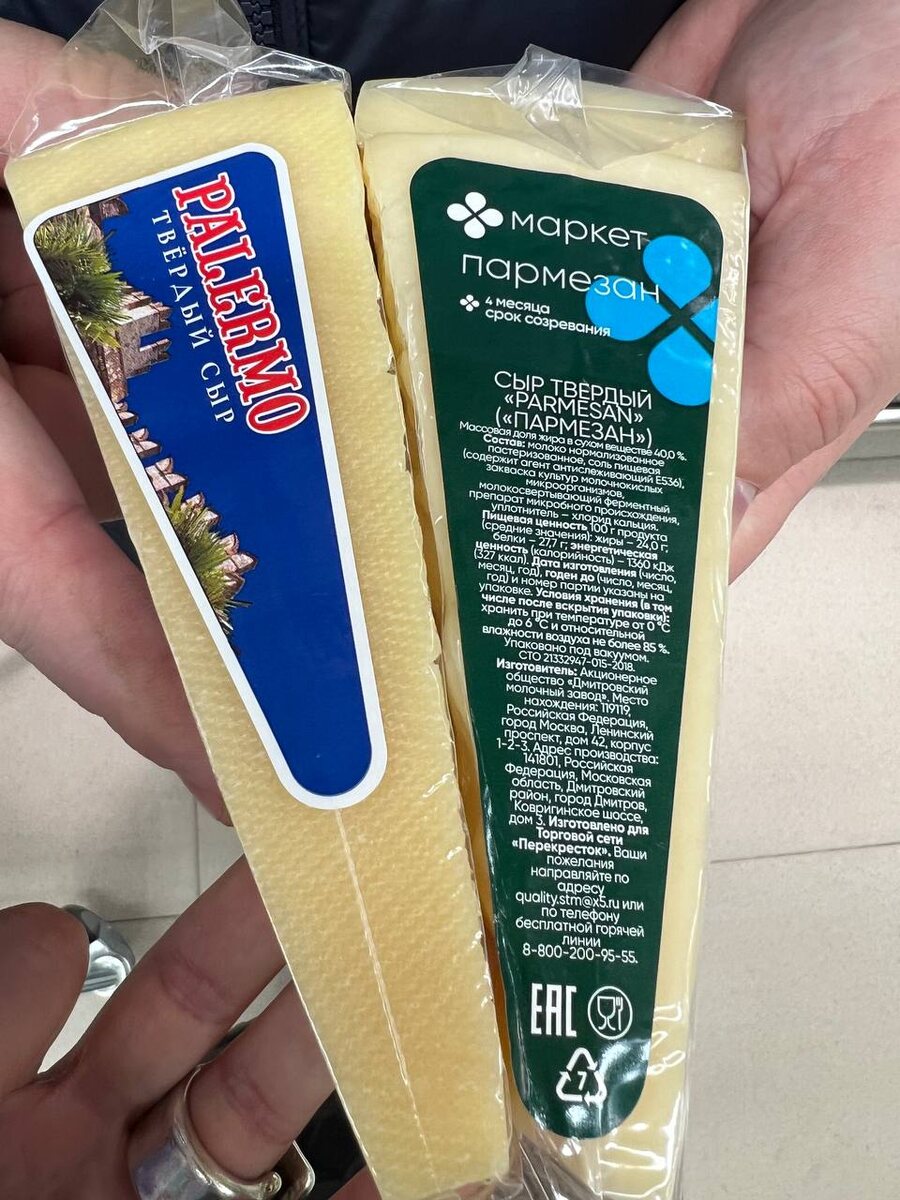 PALERMO
ТВЁРДЫЙ СЫР
маркет
пармезан
4 месяца
срок созревания
СЫР ТВЁРДЫЙ
«PARMESAN»
(«ПАРМЕЗАН»)
Массовая доля жира в сухом веществе 40,0 %.
Состав: молоко нормализованное
пастеризованное, соль пищевая
(содержит агент антислеживающий Е536),
закваска культур молочнокислых
микроорганизмов,
молокосвертывающий ферментный
препарат микробного происхождения,
уплотнитель – хлорид кальция.
Пищевая ценность 100 г продукта
(средние значения): жиры – 24,0 г,
белки – 27,7 г; энергетическая
ценность (калорийность) – 1360 кДж
(327 ккал). Дата изготовления (число,
месяц, год), годен до (число, месяц,
год) и номер партии указаны на
упаковке. Условия хранения (в том
числе после вскрытия упаковки):
хранить при температуре от 0 °С
до 6 °С и относительной
влажности воздуха не более 85 %.
Упаковано под вакуумом.
СТО 21332947-015-2018.
Изготовитель: Акционерное
общество «Дмитровский
молочный завод». Место
нахождения: 119119,
Российская Федерация,
город Москва, Ленинский
проспект, дом 42, корпус
1-2-3. Адрес производства:
141801, Российская
Федерация, Московская
область, Дмитровский
район, город Дмитров,
Ковригинское шоссе,
дом 3. Изготовлено для
Торговой сети
«Перекресток». Ваши
пожелания
направляйте по
адресу
quality.stm@x5.ru или
по телефону
бесплатной горячей
линии
8-800-200-95-55.
ЕАС
7